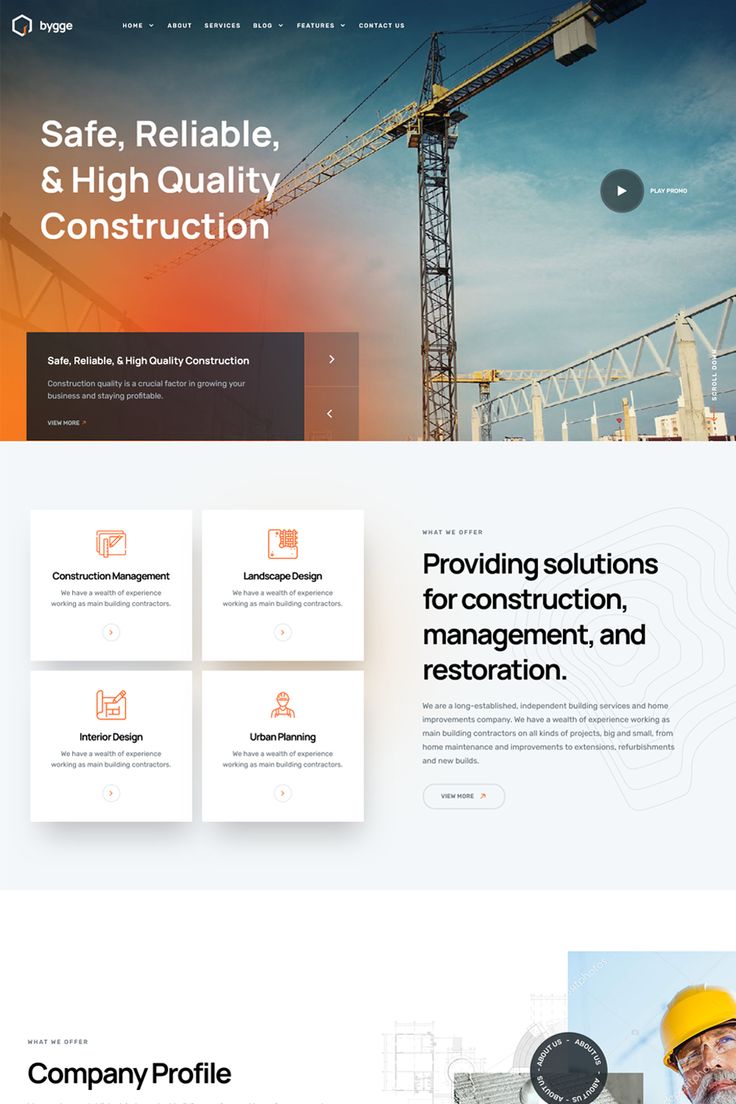 bygge
HOME
ABOUT
SERVICES
BLOG
FEATURES
CONTACT US
Safe, Reliable,
& High Quality
Construction
PLAY PROMO
SCROLL DOWN
Safe, Reliable, & High Quality Construction
Construction quality is a crucial factor in growing your
business and staying profitable.
VIEW MORE
Construction Management
We have a wealth of experience
working as main building contractors.
Landscape Design
We have a wealth of experience
working as main building contractors.
Interior Design
We have a wealth of experience
working as main building contractors.
Urban Planning
We have a wealth of experience
working as main building contractors.
WHAT WE OFFER
Providing solutions
for construction,
management, and
restoration.
We are a long-established, independent building services and home
improvements company. We have a wealth of experience working as
main building contractors on all kinds of projects, big and small, from
home maintenance and improvements to extensions, refurbishments
and new builds.
VIEW MORE
WHAT WE OFFER
Company Profile
ABOUT US - ABOUT US - ABOUT US - ABOUT US -